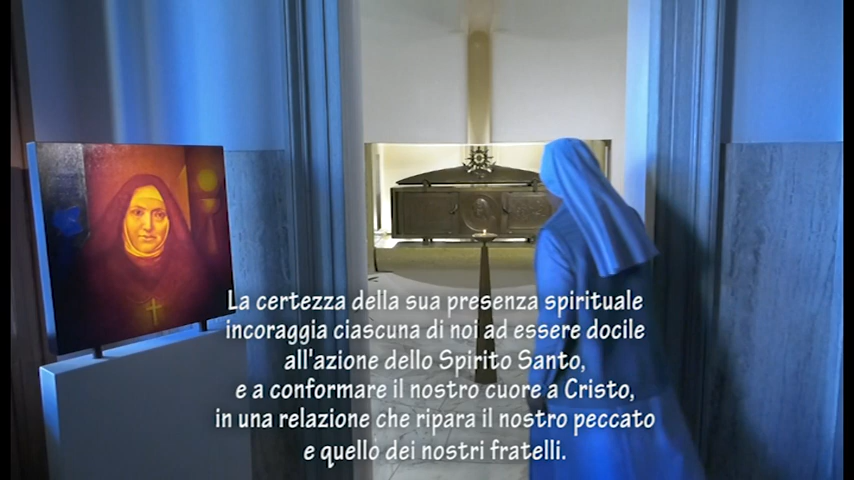 La certezza della sua presenza spirituale
incoraggia ciascuna di noi ad essere docile
all'azione dello Spirito Santo,
e a conformare il nostro cuore a Cristo,
in una relazione che ripara il nostro peccato
e quello dei nostri fratelli.